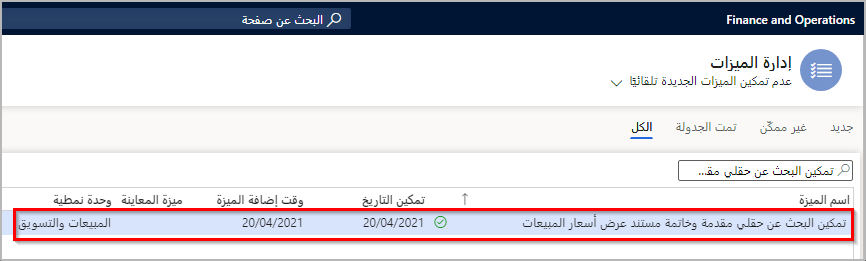 Finance and Operations
البحث عن صفحة
إدارة الميزات
عدم تمكين الميزات الجديدة تلقائيًا
جديد غير ممكّن تمت الجدولة الكل
تمكين البحث عن حقلي مق...
اسم الميزة تمكين التاريخ وقت إضافة الميزة ميزة المعاينة وحدة نمطية
تمكين البحث عن حقلي مقدمة وخاتمة مستند عرض أسعار المبيعات 20/04/2021 20/04/2021 المبيعات والتسويق